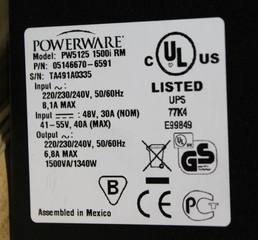 POWERWARE®
MODEL : PW5125 1500i RM
P/N : 05146670-6591
S/N : TA491A0335
Input ∼ :
220/230/240V, 50/60Hz
8,1A MAX
Input ⎓ : 48V, 30A (NOM)
41-55V, 40A (MAX)
Output ∼ :
220/230/240V, 50/60Hz
6,8A MAX
1500VA/1340W
Assembled in Mexico
C UL US
LISTED
UPS
77K4
E99849
B
GS
CE